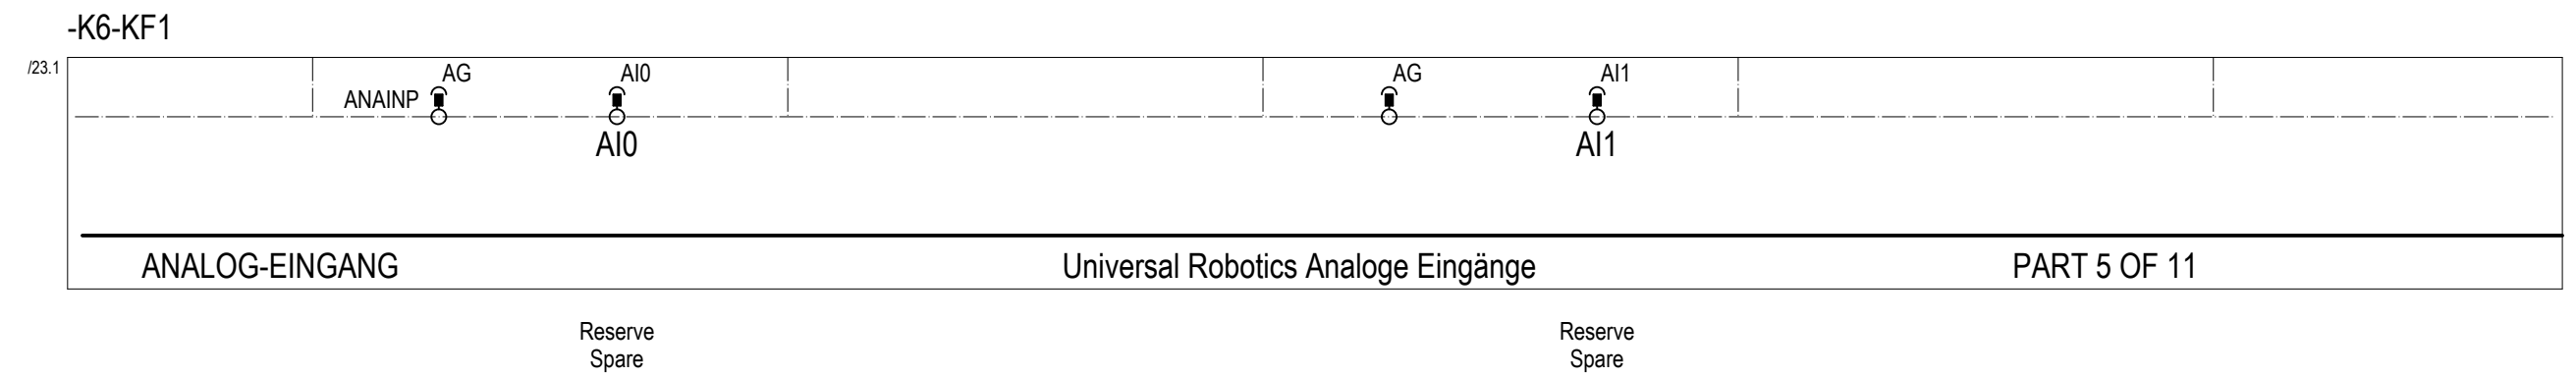 -K6-KF1
/23.1
AG AI0 AG AI1
ANAINP
AI0 AI1
ANALOG-EINGANG Universal Robotics Analoge Eingänge PART 5 OF 11
Reserve Reserve
Spare Spare